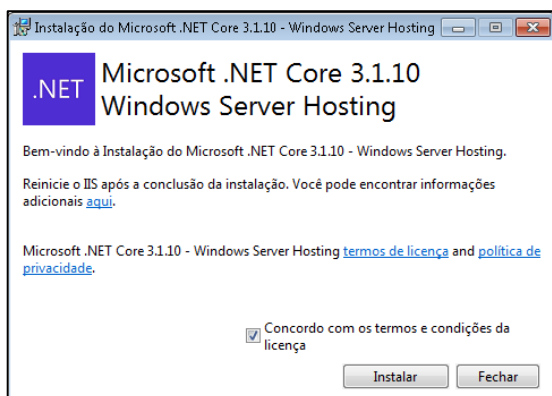 Instalação do Microsoft .NET Core 3.1.10 - Windows Server Hosting
.NET
Microsoft .NET Core 3.1.10
Windows Server Hosting
Bem-vindo à Instalação do Microsoft .NET Core 3.1.10 - Windows Server Hosting.
Reinicie o IIS após a conclusão da instalação. Você pode encontrar informações
adicionais aqui.
Microsoft .NET Core 3.1.10 - Windows Server Hosting termos de licença and política de
privacidade.
Concordo com os termos e condições da
licença
Instalar
Fechar